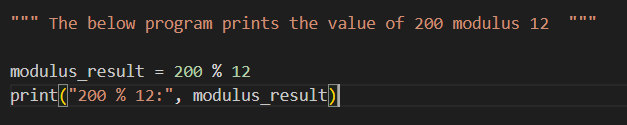 """ The below program prints the value of 200 modulus 12  """
modulus_result = 200 % 12
print("200 % 12:", modulus_result)